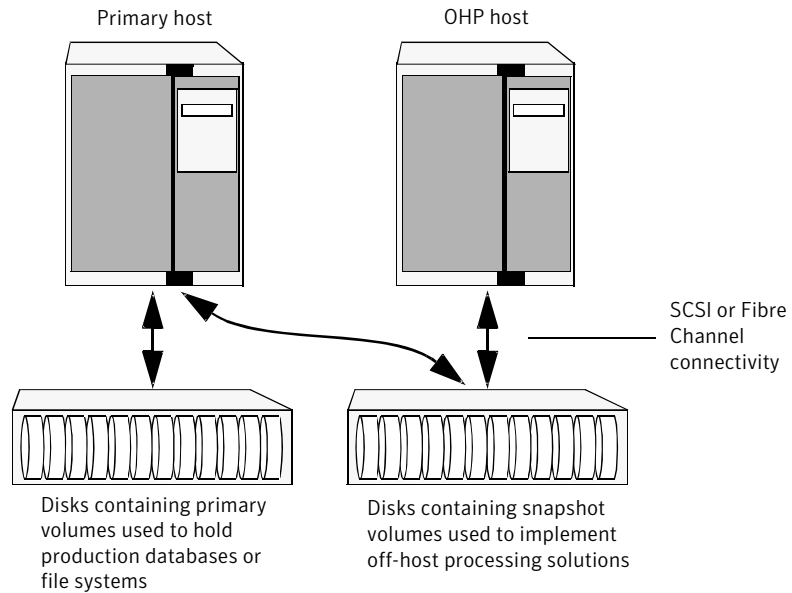 Primary host
OHP host
SCSI or Fibre
Channel
connectivity
Disks containing primary
volumes used to hold
production databases or
file systems
Disks containing snapshot
volumes used to implement
off-host processing solutions